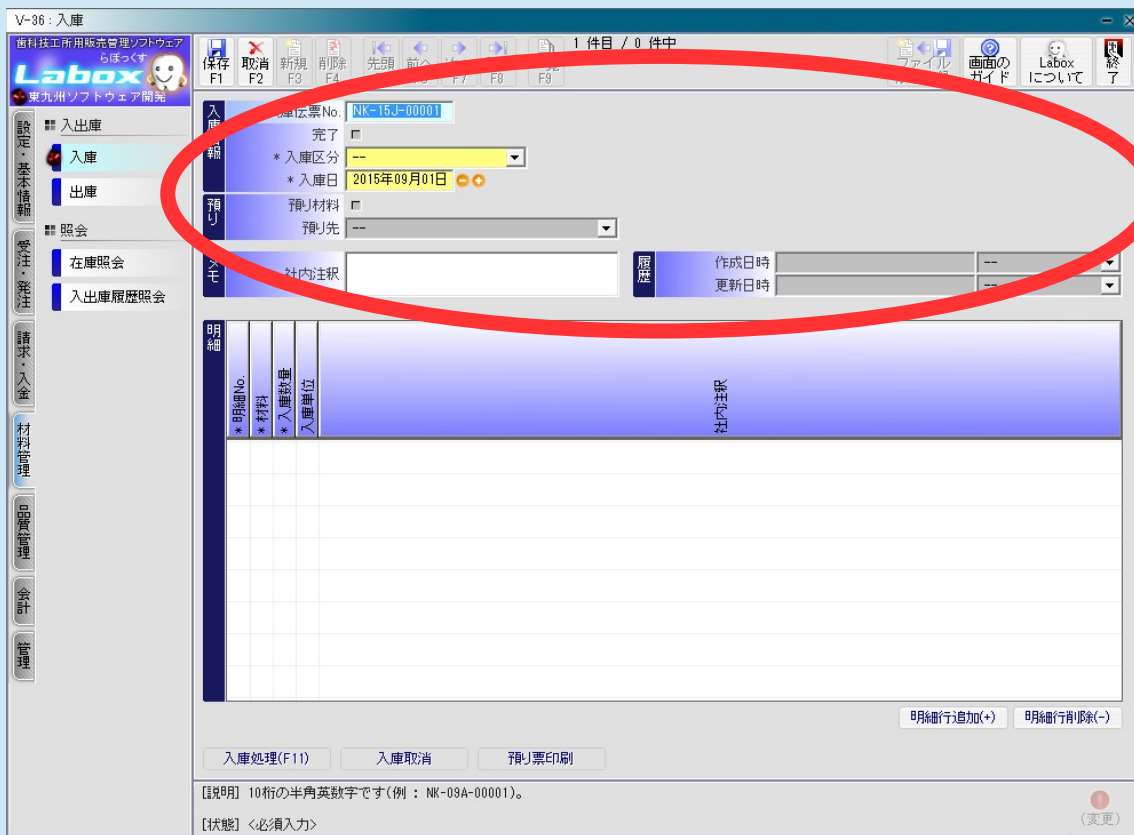 V-36：入庫
歯科技工所用販売管理ソフトウェア
らぼっくす
Labox
東九州ソフトウェア開発
保存 F1
取消 F2
新規 F3
削除 F4
先頭
前へ
F7
F8
F9
1 件目 / 0 件中
ファイル
画面の ガイド
Labox について
終了
設定・基本情報
受注・発注
請求・入金
材料管理
品質管理
会計
管理
入出庫
入庫
出庫
照会
在庫照会
入出庫履歴照会
庫伝票No. NK-15J-00001
完了
* 入庫区分 --
* 入庫日 2015年09月01日
預り
預り材料
預り先 --
メモ
社内注釈
履歴
作成日時 --
更新日時 --
明細
* 明細No.
* 材料
* 入庫数量
入庫単位
社内注釈
明細行追加(+)
明細行削除(-)
入庫処理(F11)
入庫取消
預り票印刷
[説明] 10桁の半角英数字です(例 : NK-09A-00001)。
[状態] <必須入力>
(変更)